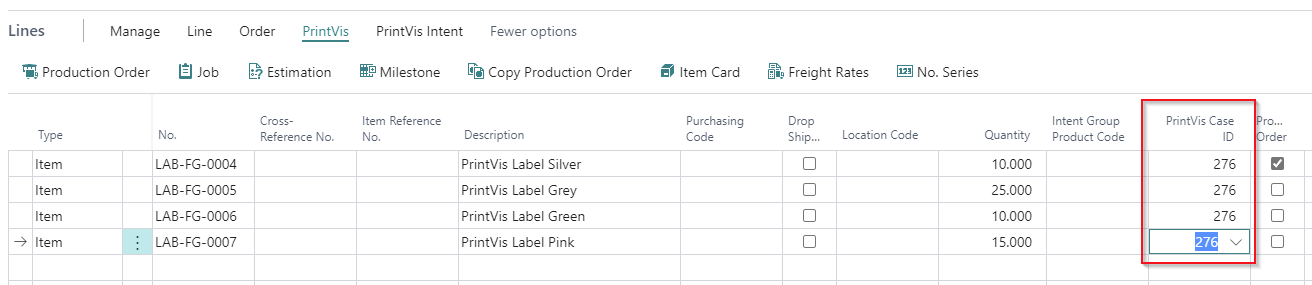 Lines Manage Line Order PrintVis PrintVis Intent Fewer options
Production Order Job Estimation Milestone Copy Production Order Item Card Freight Rates 123 No. Series
Type No. Cross-Reference No. Item Reference No. Description Purchasing Code Drop Ship... Location Code Quantity Intent Group Product Code PrintVis Case ID Pro... Order
Item LAB-FG-0004 PrintVis Label Silver 10.000 276
Item LAB-FG-0005 PrintVis Label Grey 25.000 276
Item LAB-FG-0006 PrintVis Label Green 10.000 276
Item LAB-FG-0007 PrintVis Label Pink 15.000 276